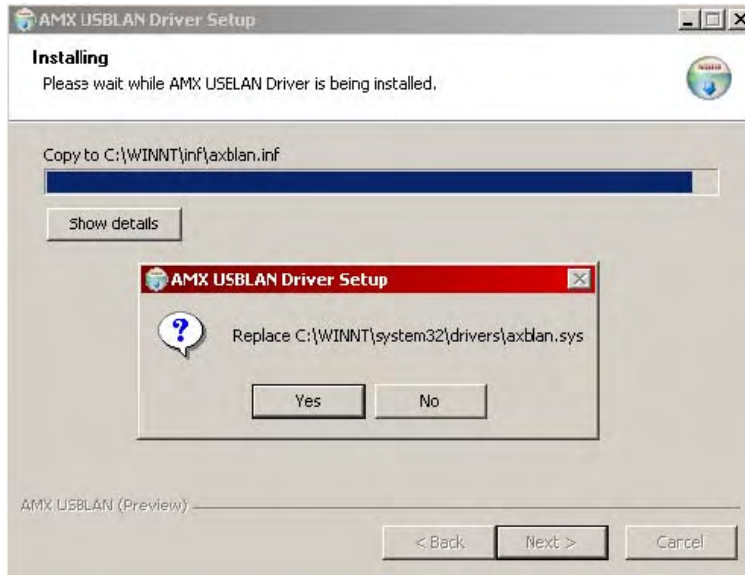 AMX USBLAN Driver Setup
Installing
Please wait while AMX USELAN Driver is being installed.
Copy to C:\WINNT\inf\axblan.inf
Show details
AMX USBLAN Driver Setup
Replace C:\WINNT\system32\drivers\axblan.sys
Yes
No
AMX USBLAN (Preview)
< Back
Next >
Cancel